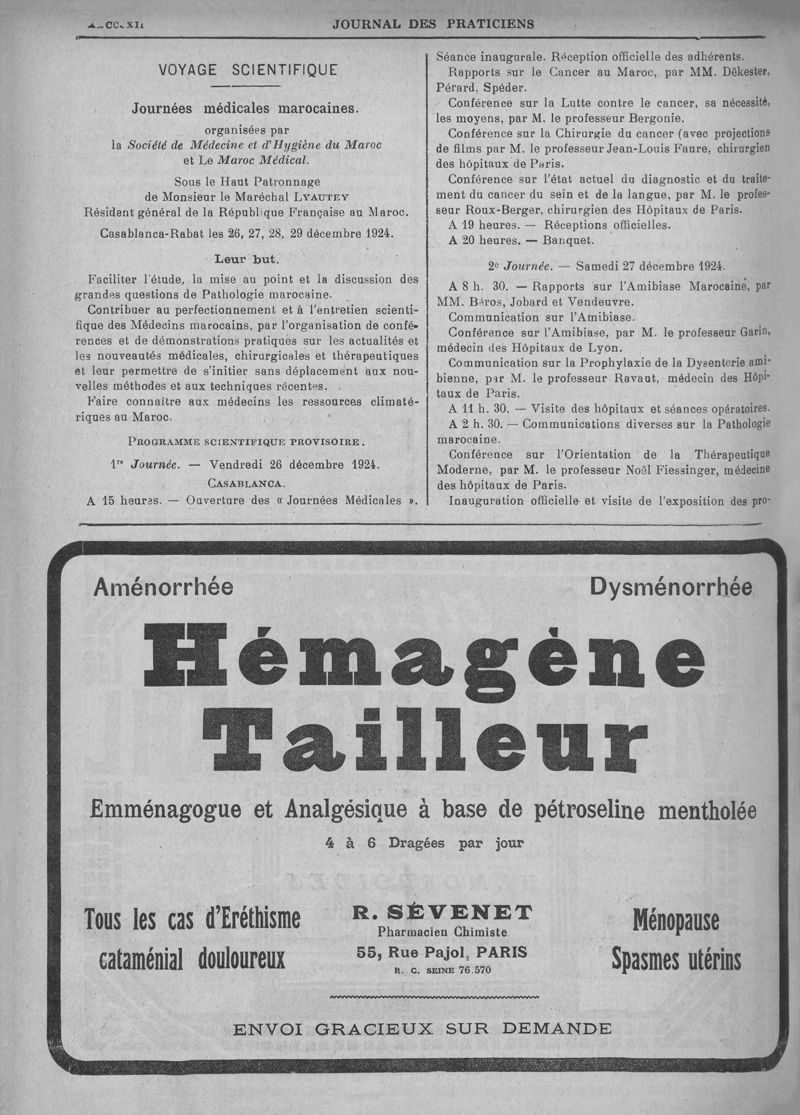 JOURNAL DES PRATICIENS
VOYAGE SCIENTIFIQUE
Journées médicales marocaines.
organisées par
la Société de Médecine et d'Hygiène du Maroc
et Le Maroc Médical.
Sous le Haut Patronnage
de Monsieur le Maréchal LYAUTEY
Résident général de la République Française au Maroc.
Casablanca-Rabat les 26, 27, 28, 29 décembre 1924.
Leur but.
Faciliter l'étude, la mise au point et la discussion des
grandes questions de Pathologie marocaine.
Contribuer au perfectionnement et à l'entretien scienti-
fique des Médecins marocains, par l'organisation de confé-
rences et de démonstrations pratiques sur les actualités et
les nouveautés médicales, chirurgicales et thérapeutiques
et leur permettre de s'initier sans déplacement aux nou-
velles méthodes et aux techniques récentes.
Faire connaître aux médecins les ressources climaté-
riques au Maroc.
PROGRAMME SCIENTIFIQUE PROVISOIRE.
1re Journée. — Vendredi 26 décembre 1924.
CASABLANCA.
A 15 heures. — Ouverture des « Journées Médicales ».
Séance inaugurale. Réception officielle des adhérents.
Rapports sur le Cancer au Maroc, par MM. Dékester,
Pérard, Spéder.
Conférence sur la Lutte contre le cancer, sa nécessité,
les moyens, par M. le professeur Bergonie.
Conférence sur la Chirurgie du cancer (avec projections
de films par M. le professeur Jean-Louis Faure, chirurgien
des hôpitaux de Paris.
Conférence sur l'état actuel du diagnostic et du traite-
ment du cancer du sein et de la langue, par M. le profes-
seur Roux-Berger, chirurgien des Hôpitaux de Paris.
A 19 heures. — Réceptions officielles.
A 20 heures. — Banquet.
2e Journée. — Samedi 27 décembre 1924.
A 8 h. 30. — Rapports sur l'Amibiase Marocaine, par
MM. Béros, Jobard et Vendeuvre.
Communication sur l'Amibiase.
Conférence sur l'Amibiase, par M. le professeur Garin,
médecin des Hôpitaux de Lyon.
Communication sur la Prophylaxie de la Dysenterie ami-
bienne, par M. le professeur Ravaut, médecin des Hôpi-
taux de Paris.
A 11 h. 30. — Visite des hôpitaux et séances opératoires.
A 2 h. 30. — Communications diverses sur la Pathologie
marocaine.
Conférence sur l'Orientation de la Thérapeutique
Moderne, par M. le professeur Noël Fiessinger, médecine
des hôpitaux de Paris.
Inauguration officielle et visite de l'exposition des pro-
Aménorrhée Dysménorrhée
Hémagène
Tailleur
Emménagogue et Analgésique à base de pétroseline mentholée
4 à 6 Dragées par jour
Tous les cas d'Eréthisme
cataménial douloureux
R. SÉVENET
Pharmacien Chimiste
55, Rue Pajol, PARIS
R. C. SEINE 76.570
Ménopause
Spasmes utérins
ENVOI GRACIEUX SUR DEMANDE